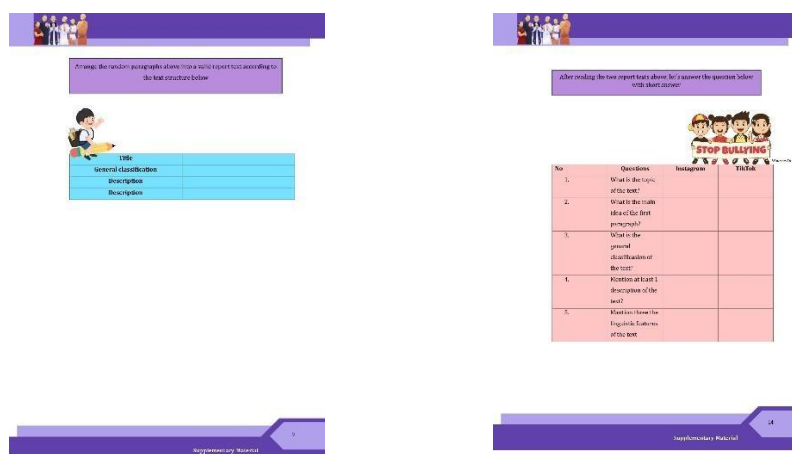 Arrange the random paragraphs above into a valid report text according to
the text structure below
Title
General classification
Description
Description
9
Supplementary Material
After reading the two report texts above, let's answer the question below
with short answer
STOP BULLYING
No Questions Instagram TikTok
1. What is the topic
of the text?
2. What is the main
idea of the first
paragraph?
3. What is the
general
classification of
the text?
4. Mention at least 1
description of the
text?
5. Mention three the
linguistic features
of the text
14
Supplementary Material